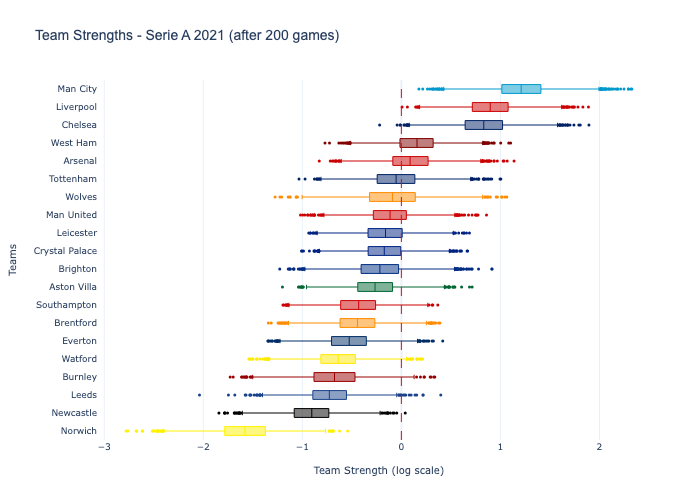 Team Strengths - Serie A 2021 (after 200 games)
Man City
Liverpool
Chelsea
West Ham
Arsenal
Tottenham
Wolves
Man United
Leicester
Crystal Palace
Brighton
Aston Villa
Southampton
Brentford
Everton
Watford
Burnley
Leeds
Newcastle
Norwich
Teams
−3 −2 −1 0 1 2
Team Strength (log scale)